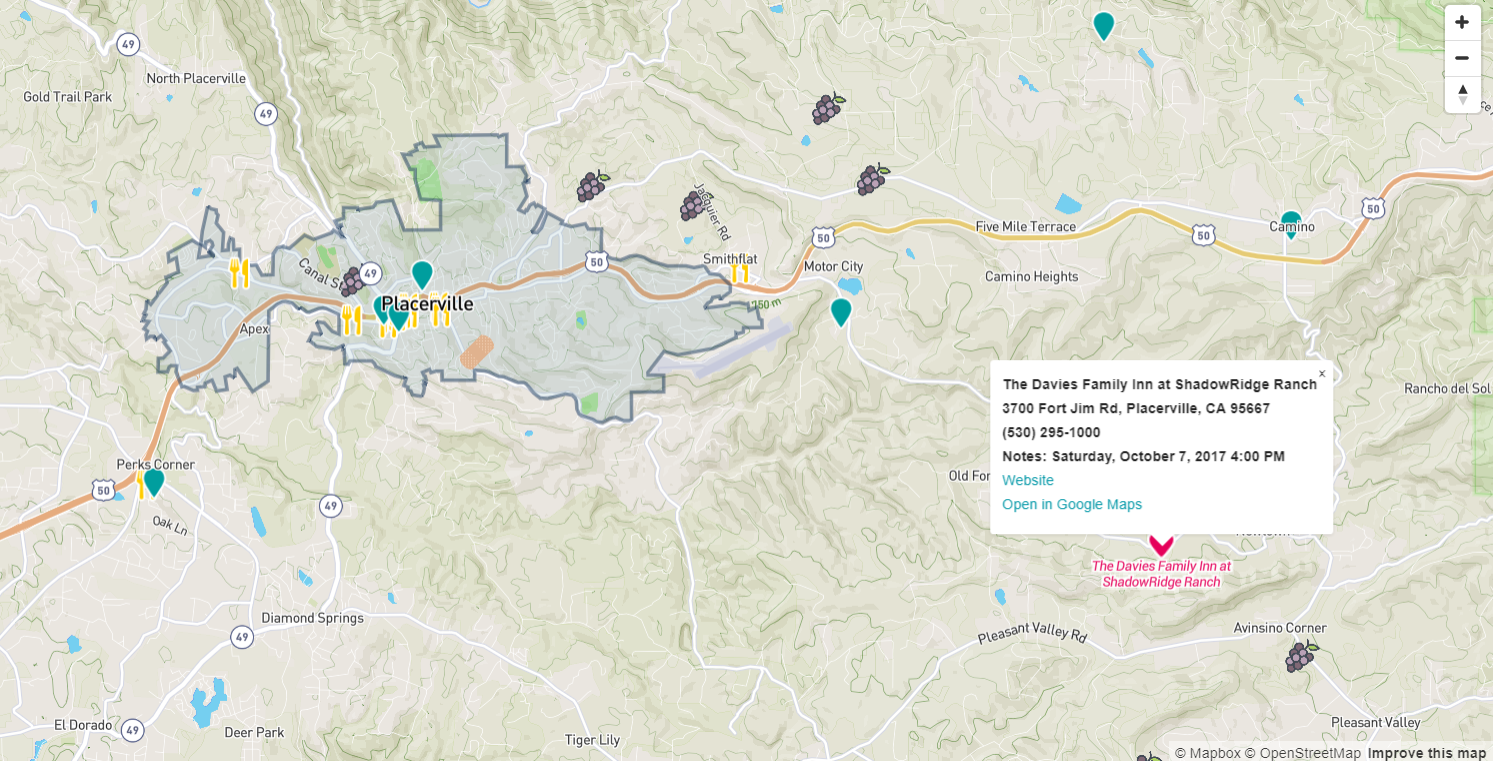 49
North Placerville
Gold Trail Park
49
Jacquier Rd
50
Five Mile Terrace
50
Camino
50
Smithflat
Motor City
Camino Heights
50
Canal
49
Placerville
750 m
Apex
×
The Davies Family Inn at ShadowRidge Ranch
3700 Fort Jim Rd, Placerville, CA 95667
(530) 295-1000
Notes: Saturday, October 7, 2017 4:00 PM
Website
Open in Google Maps
Rancho del Sol
Perks Corner
50
Old For
49
Oak Ln
The Davies Family Inn at
ShadowRidge Ranch
Diamond Springs
49
Pleasant Valley Rd
Avinsino Corner
El Dorado
49
Deer Park
Tiger Lily
Pleasant Valley
© Mapbox © OpenStreetMap Improve this map